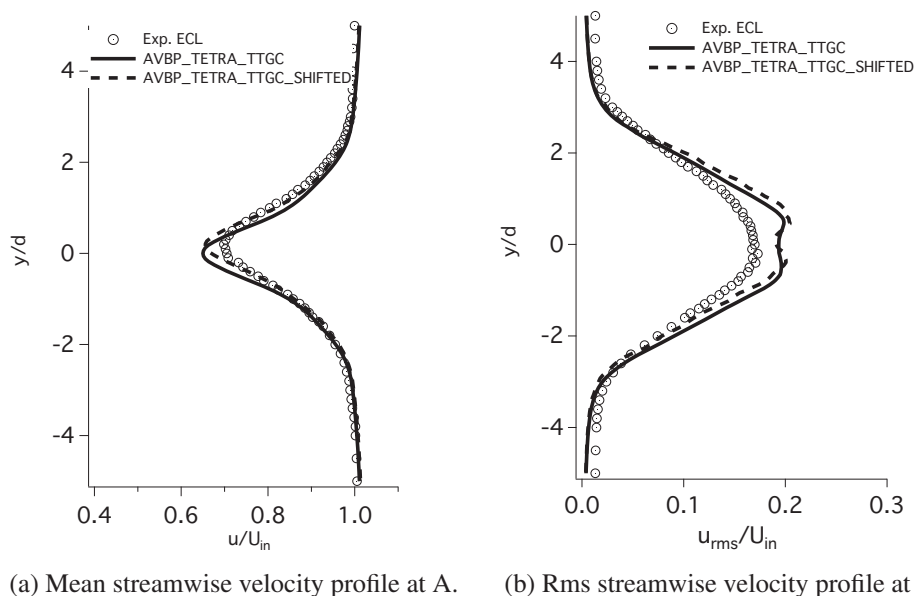 Exp. ECL
AVBP_TETRA_TTGC
AVBP_TETRA_TTGC_SHIFTED
4
2
0
-2
-4
y/d
0.4
0.6
0.8
1.0
u/U_in
(a) Mean streamwise velocity profile at A.
Exp. ECL
AVBP_TETRA_TTGC
AVBP_TETRA_TTGC_SHIFTED
4
2
0
-2
-4
y/d
0.0
0.1
0.2
0.3
u_rms/U_in
(b) Rms streamwise velocity profile at